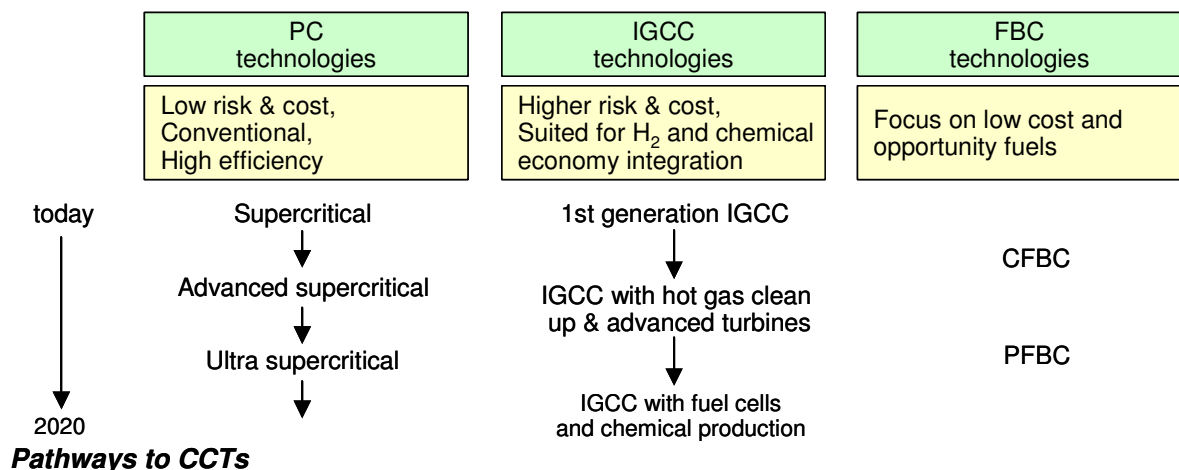 PC
technologies
IGCC
technologies
FBC
technologies
Low risk & cost,
Conventional,
High efficiency
Higher risk & cost,
Suited for H2 and chemical
economy integration
Focus on low cost and
opportunity fuels
today
Supercritical
1st generation IGCC
CFBC
Advanced supercritical
IGCC with hot gas clean
up & advanced turbines
Ultra supercritical
PFBC
IGCC with fuel cells
and chemical production
2020
Pathways to CCTs